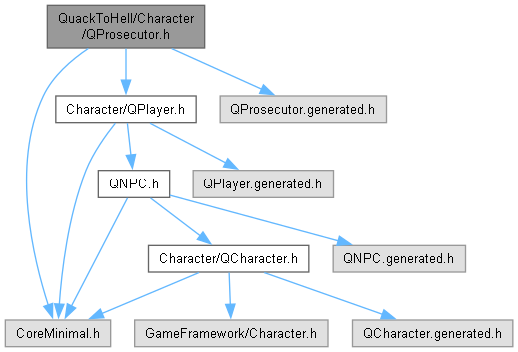 QuackToHell/Character
/QProsecutor.h
Character/QPlayer.h
QProsecutor.generated.h
QNPC.h
QPlayer.generated.h
Character/QCharacter.h
QNPC.generated.h
CoreMinimal.h
GameFramework/Character.h
QCharacter.generated.h